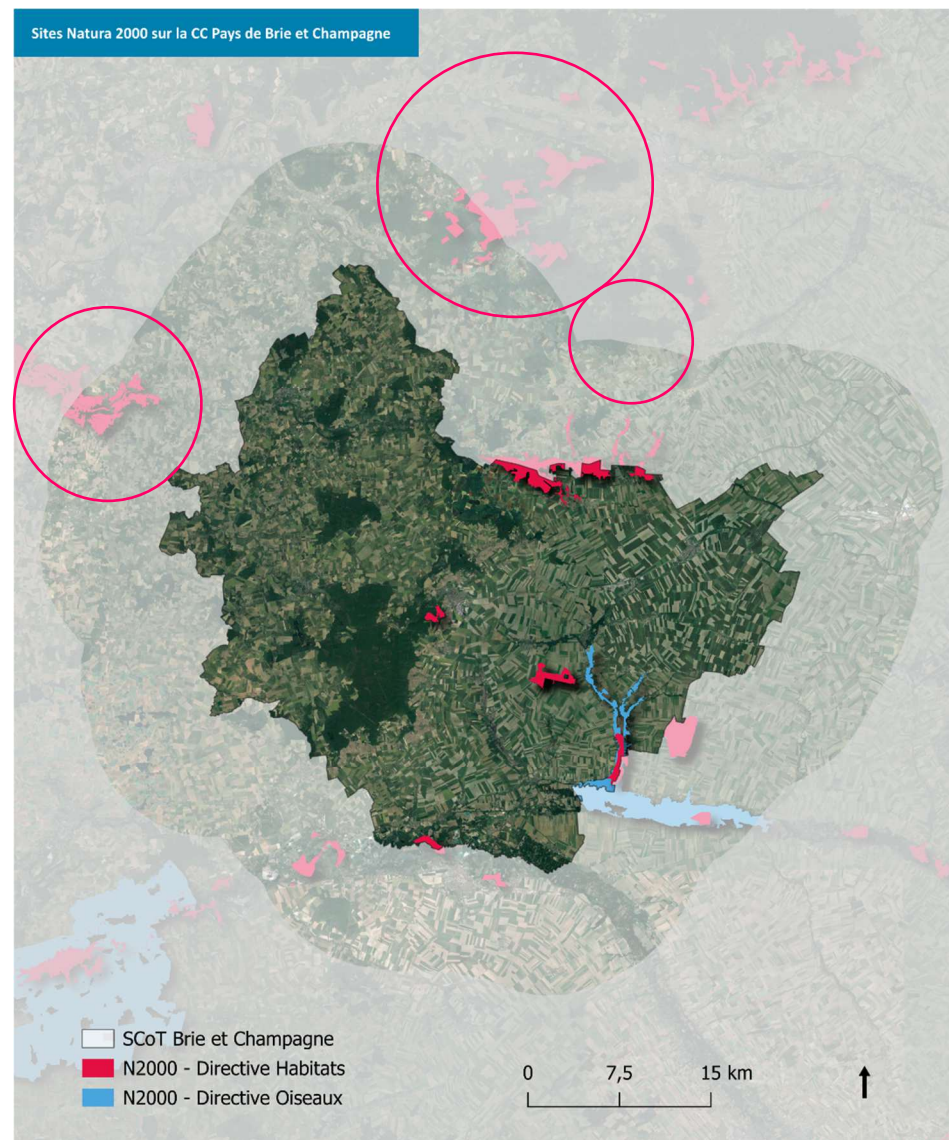 Sites Natura 2000 sur la CC Pays de Brie et Champagne
SCoT Brie et Champagne
N2000 - Directive Habitats
N2000 - Directive Oiseaux
0 7,5 15 km